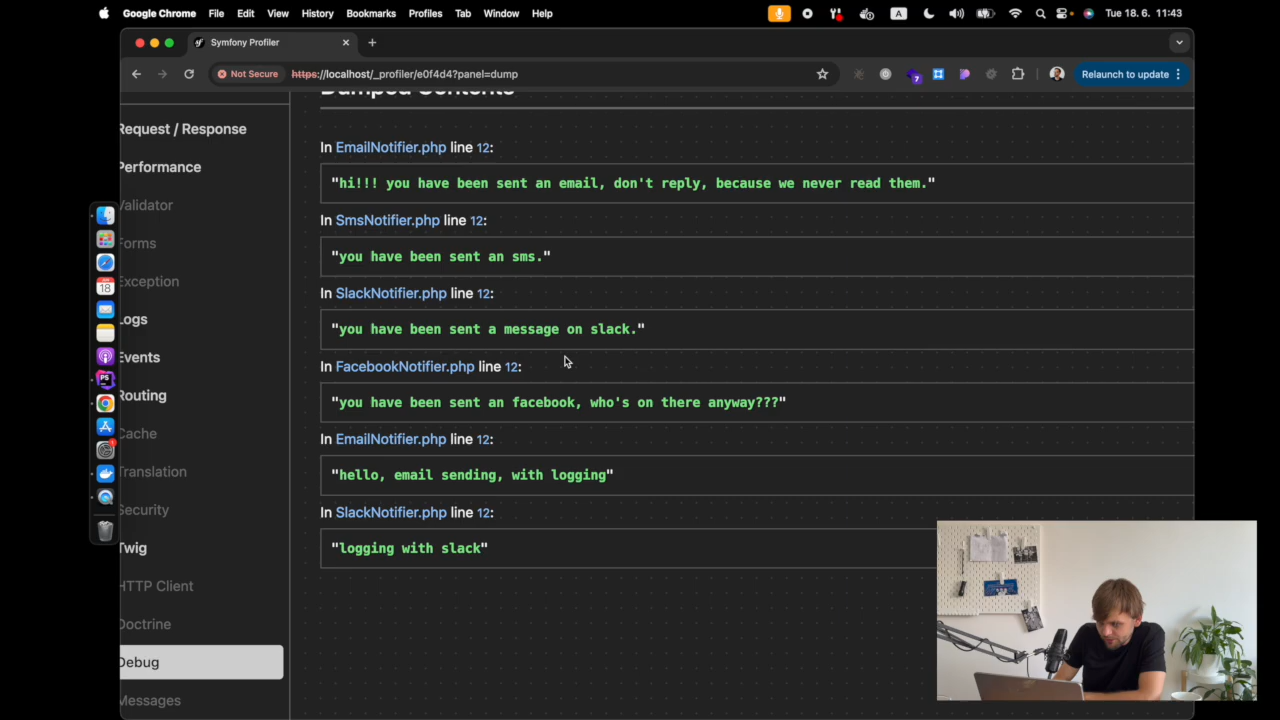 Google Chrome File Edit View History Bookmarks Profiles Tab Window Help A Tue 18. 6. 11:43
Symfony Profiler
Not Secure https://localhost/_profiler/e0f4d4?panel=dump 7 Relaunch to update
Dumped Contents
Request / Response
Performance
Validator
Forms
Exception
Logs
Events
Routing
Cache
Translation
Security
Twig
HTTP Client
Doctrine
Debug
Messages
In EmailNotifier.php line 12:
"hi!!! you have been sent an email, don't reply, because we never read them."
In SmsNotifier.php line 12:
"you have been sent an sms."
In SlackNotifier.php line 12:
"you have been sent a message on slack."
In FacebookNotifier.php line 12:
"you have been sent an facebook, who's on there anyway???"
In EmailNotifier.php line 12:
"hello, email sending, with logging"
In SlackNotifier.php line 12:
"logging with slack"
18
PS
1